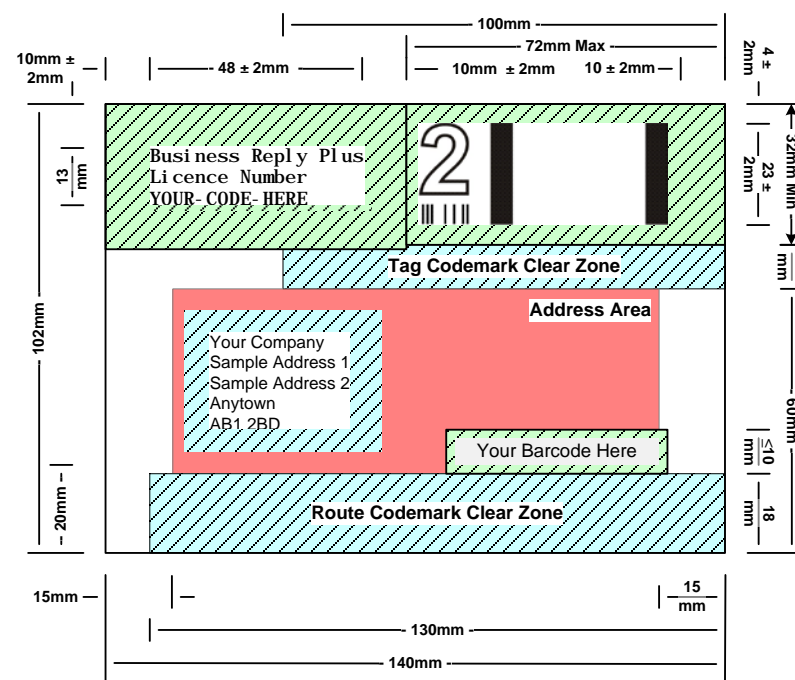 100mm
72mm Max
10mm ±
2mm
48 ± 2mm
10mm ± 2mm
10 ± 2mm
4 ±
2mm
Business Reply Plus
Licence Number
YOUR-CODE-HERE
2
13
mm
23 ±
2mm
32mm Min
Tag Codemark Clear Zone
mm
Address Area
102mm
Your Company
Sample Address 1
Sample Address 2
Anytown
AB1 2BD
60mm
Your Barcode Here
≤10
mm
20mm
Route Codemark Clear Zone
18
mm
15mm
15
mm
130mm
140mm